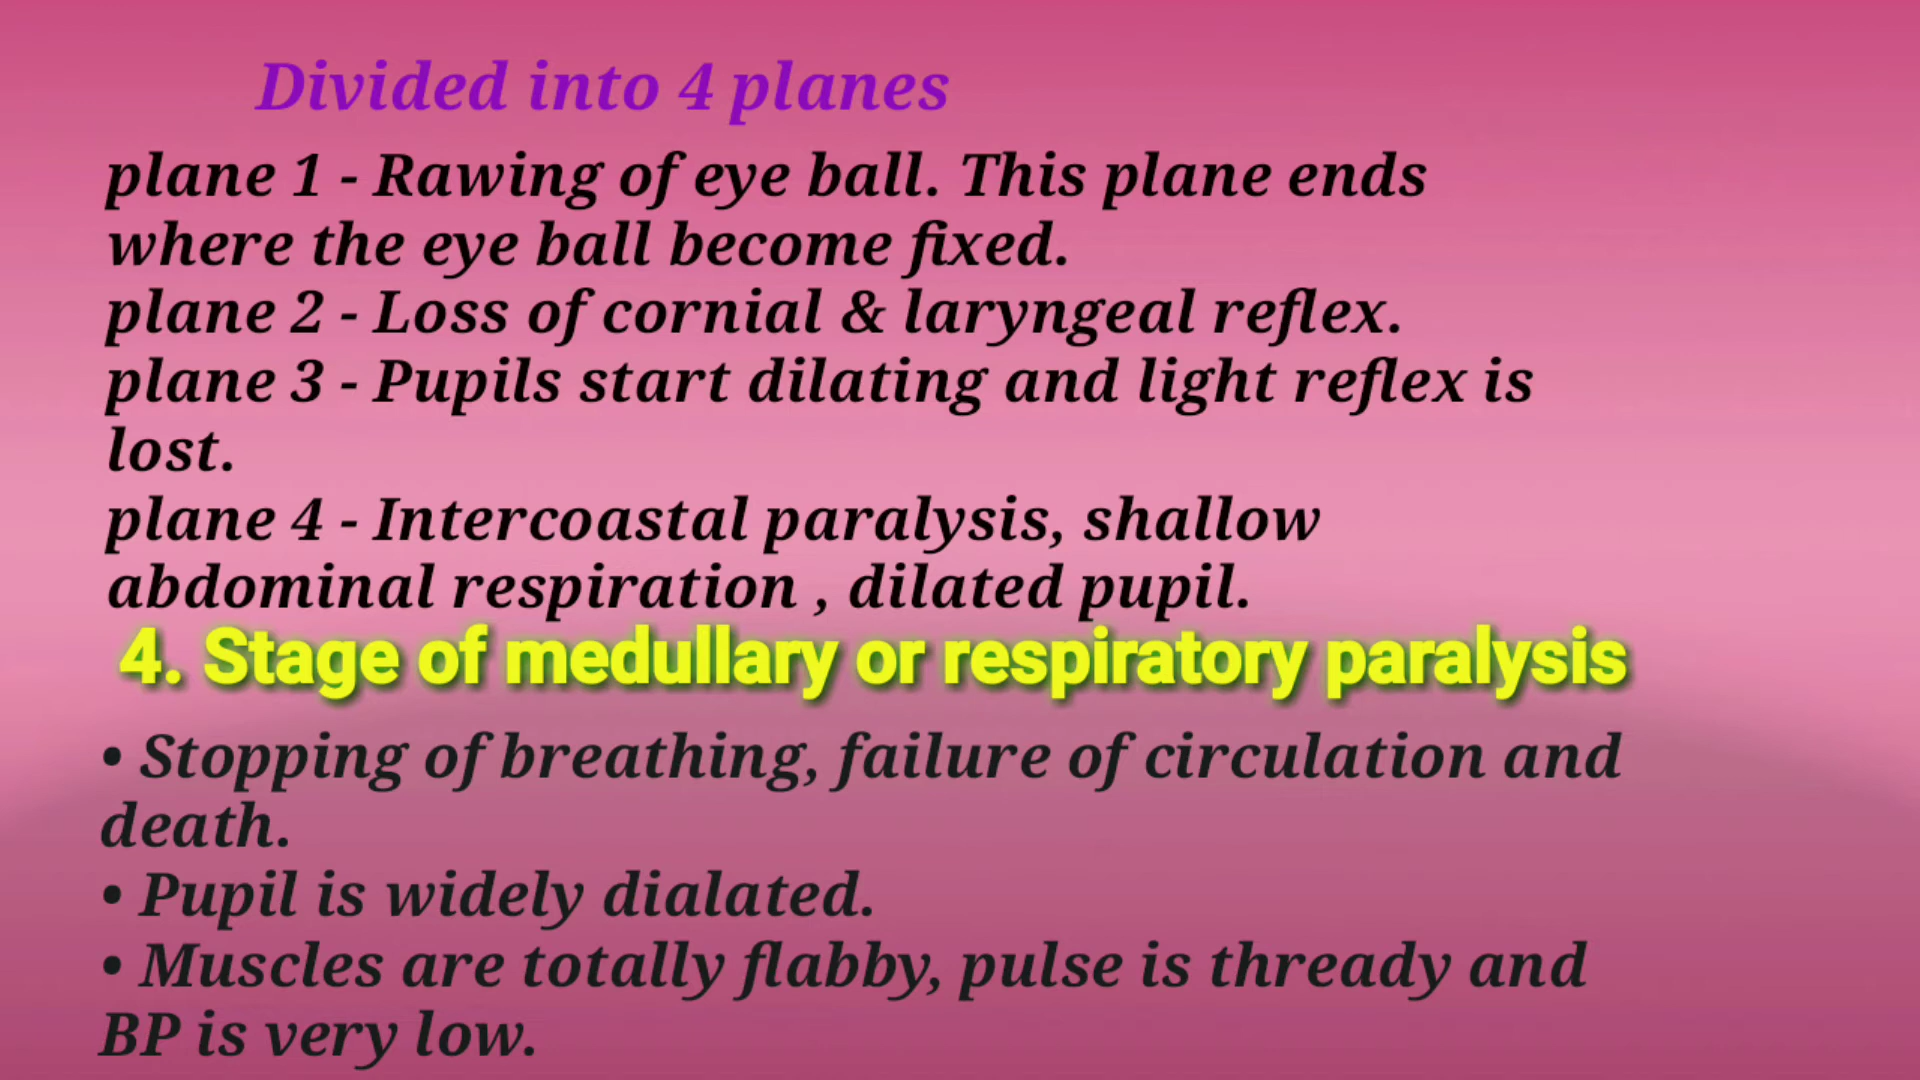 Divided into 4 planes
plane 1 - Rawing of eye ball. This plane ends
where the eye ball become fixed.
plane 2 - Loss of cornial & laryngeal reflex.
plane 3 - Pupils start dilating and light reflex is
lost.
plane 4 - Intercoastal paralysis, shallow
abdominal respiration , dilated pupil.
4. Stage of medullary or respiratory paralysis
• Stopping of breathing, failure of circulation and
death.
• Pupil is widely dialated.
• Muscles are totally flabby, pulse is thready and
BP is very low.